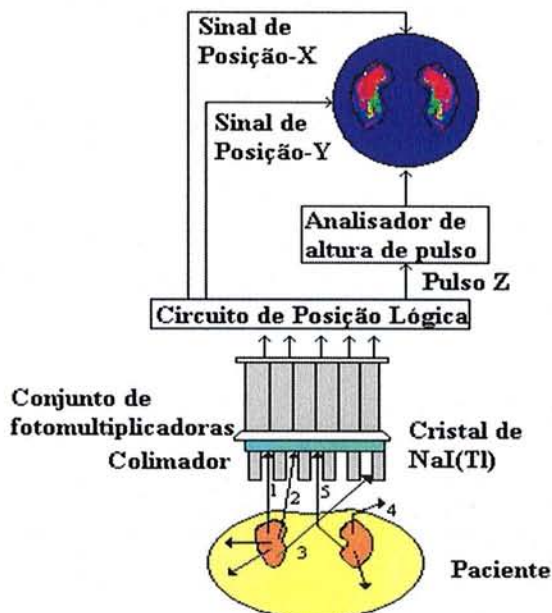 Sinal de
Posição-X
Sinal de
Posição-Y
Analisador de
altura de pulso
Pulso Z
Circuito de Posição Lógica
Conjunto de
fotomultiplicadoras
Colimador
Cristal de
NaI(Tl)
1
2
5
3
4
Paciente